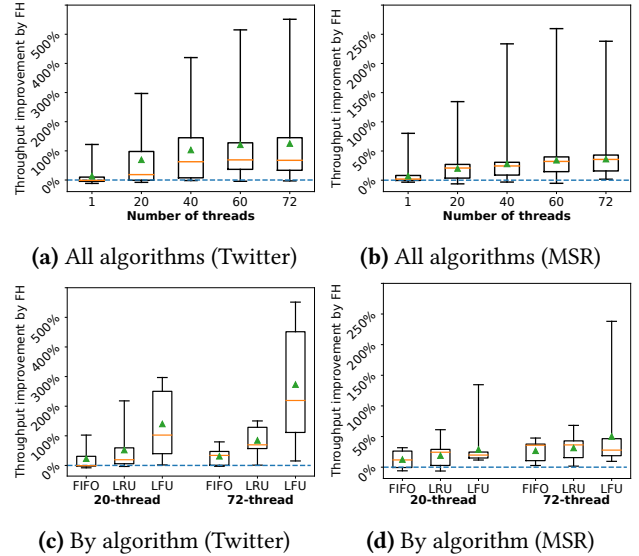 Throughput improvement by FH
500%
400%
300%
200%
100%
0%
1 20 40 60 72
Number of threads
(a) All algorithms (Twitter)
Throughput improvement by FH
250%
200%
150%
100%
50%
0%
1 20 40 60 72
Number of threads
(b) All algorithms (MSR)
Throughput improvement by FH
500%
400%
300%
200%
100%
0%
FIFO LRU LFU FIFO LRU LFU
20-thread 72-thread
(c) By algorithm (Twitter)
Throughput improvement by FH
250%
200%
150%
100%
50%
0%
FIFO LRU LFU FIFO LRU LFU
20-thread 72-thread
(d) By algorithm (MSR)